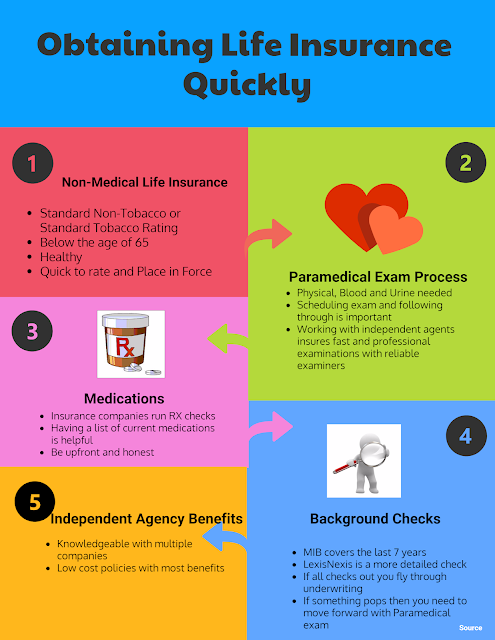 Obtaining Life Insurance
Quickly
1
Non-Medical Life Insurance
• Standard Non-Tobacco or
Standard Tobacco Rating
• Below the age of 65
• Healthy
• Quick to rate and Place in Force
2
Paramedical Exam Process
• Physical, Blood and Urine needed
• Scheduling exam and following
through is important
• Working with independent agents
insures fast and professional
examinations with reliable
examiners
3
Rx
Medications
• Insurance companies run RX checks
• Having a list of current medications
is helpful
• Be upfront and honest
4
Background Checks
• MIB covers the last 7 years
• LexisNexis is a more detailed check
• If all checks out you fly through
underwriting
• If something pops then you need to
move forward with Paramedical
exam
5
Independent Agency Benefits
• Knowledgeable with multiple
companies
• Low cost policies with most benefits
Source